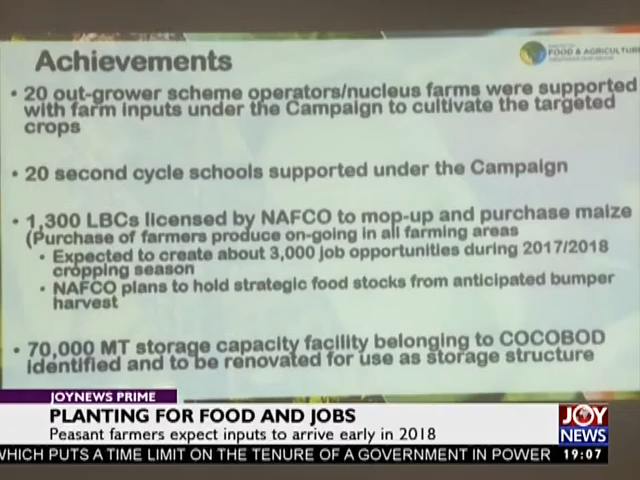 Achievements
FOOD & AGRICULTURE
• 20 out-grower scheme operators/nucleus farms were supported
with farm inputs under the Campaign to cultivate the targeted
crops
• 20 second cycle schools supported under the Campaign
• 1,300 LBCs licensed by NAFCO to mop-up and purchase maize
(Purchase of farmers produce on-going in all farming areas
• Expected to create about 3,000 job opportunities during 2017/2018
cropping season
• NAFCO plans to hold strategic food stocks from anticipated bumper
harvest
• 70,000 MT storage capacity facility belonging to COCOBOD
identified and to be renovated for use as storage structure
JOYNEWS PRIME
PLANTING FOR FOOD AND JOBS
Peasant farmers expect inputs to arrive early in 2018
JOY
NEWS
WHICH PUTS A TIME LIMIT ON THE TENURE OF A GOVERNMENT IN POWER
19:07